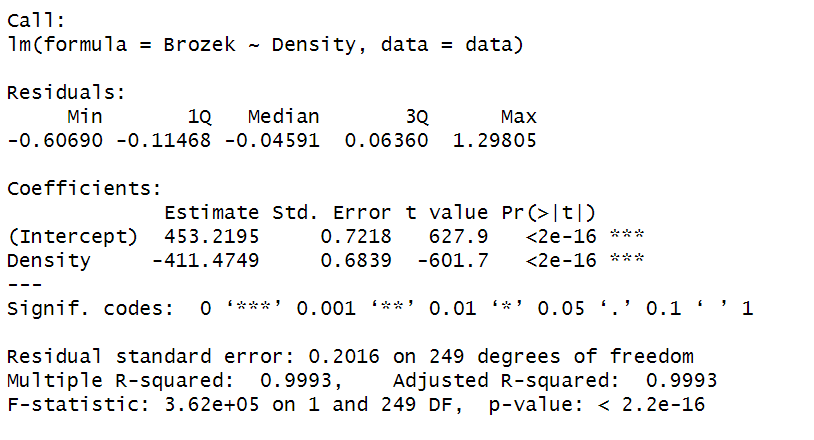 Call:
lm(formula = Brozek ~ Density, data = data)
Residuals:
Min 1Q Median 3Q Max
-0.60690 -0.11468 -0.04591 0.06360 1.29805
Coefficients:
Estimate Std. Error t value Pr(>|t|)
(Intercept) 453.2195 0.7218 627.9 <2e-16 ***
Density -411.4749 0.6839 -601.7 <2e-16 ***
---
Signif. codes: 0 ‘***’ 0.001 ‘**’ 0.01 ‘*’ 0.05 ‘.’ 0.1 ‘ ’ 1
Residual standard error: 0.2016 on 249 degrees of freedom
Multiple R-squared: 0.9993, Adjusted R-squared: 0.9993
F-statistic: 3.62e+05 on 1 and 249 DF, p-value: < 2.2e-16